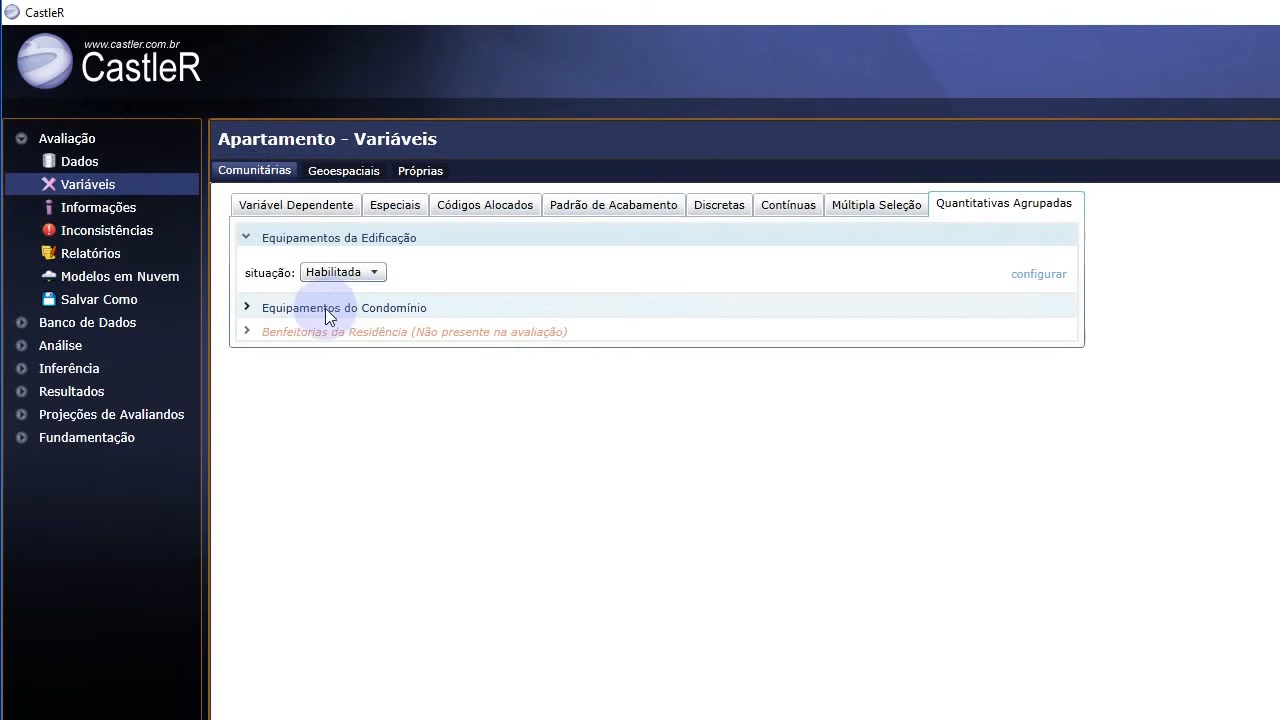 CastleR
www.castler.com.br
CastleR
Avaliação
Dados
Variáveis
Informações
Inconsistências
Relatórios
Modelos em Nuvem
Salvar Como
Banco de Dados
Análise
Inferência
Resultados
Projeções de Avaliandos
Fundamentação
Apartamento - Variáveis
Comunitárias Geoespaciais Próprias
Variável Dependente Especiais Códigos Alocados Padrão de Acabamento Discretas Contínuas Múltipla Seleção Quantitativas Agrupadas
Equipamentos da Edificação
situação: Habilitada configurar
Equipamentos do Condomínio
Benfeitorias da Residência (Não presente na avaliação)